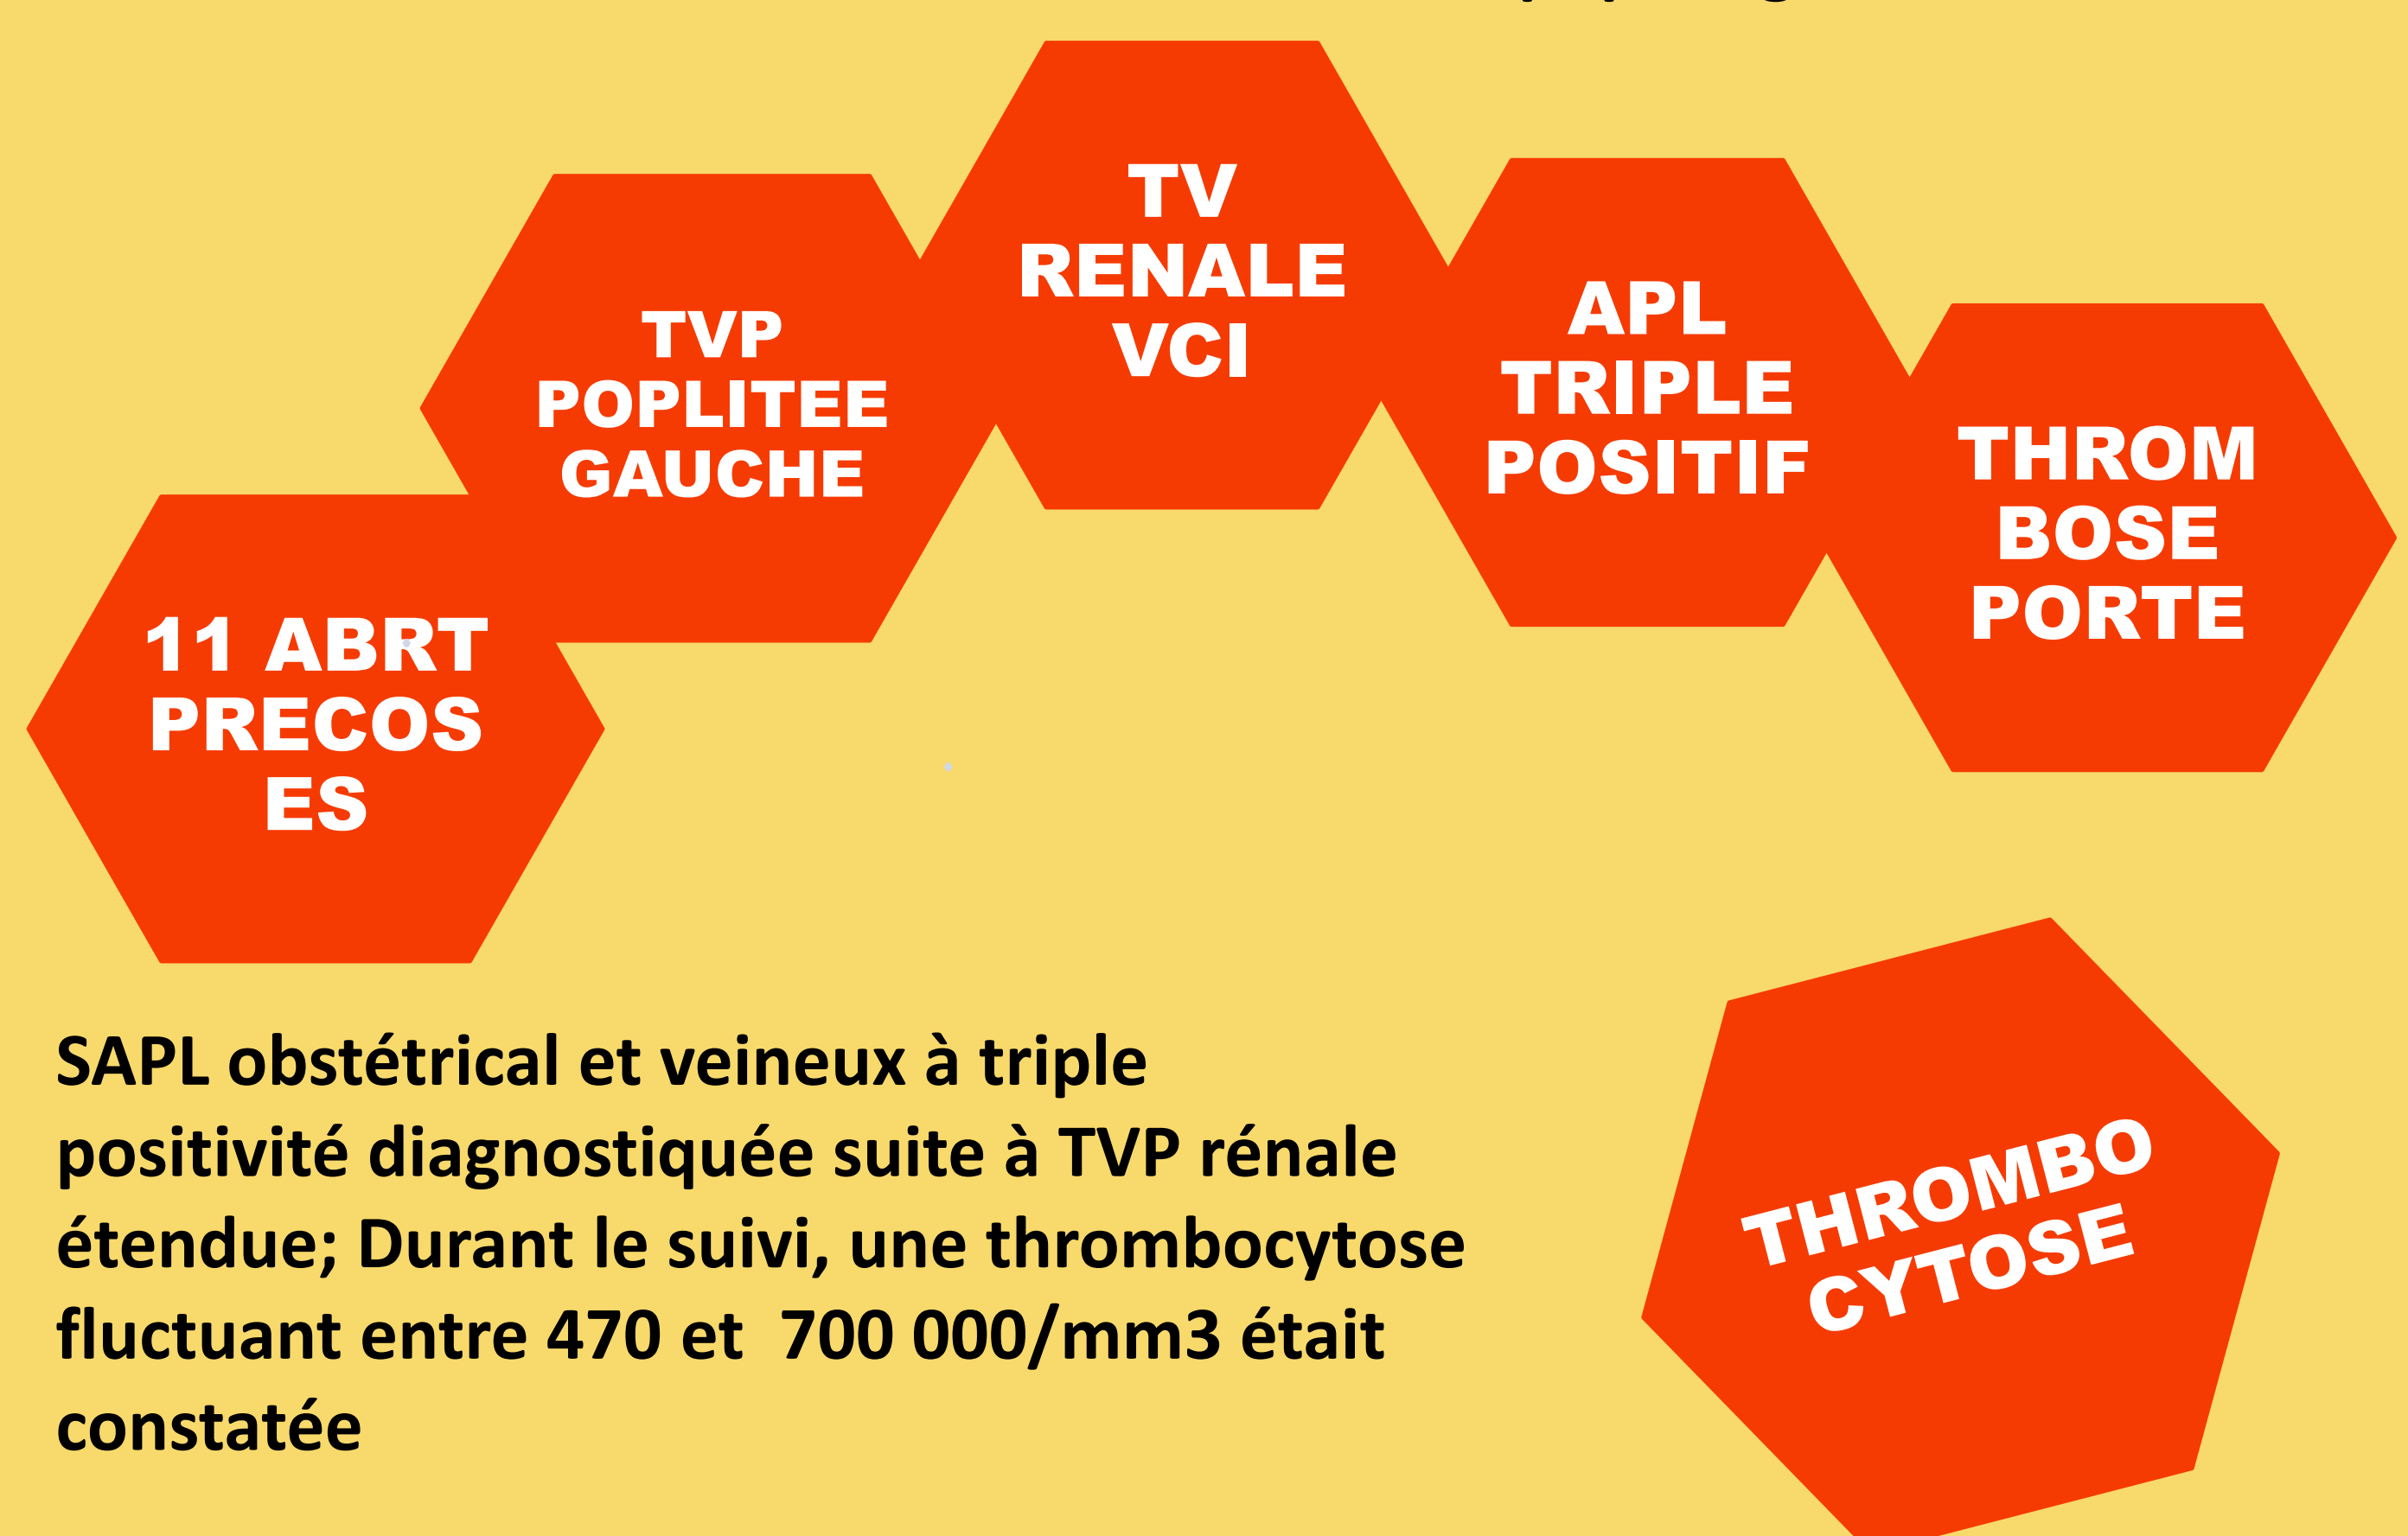 11 ABRT
PRECOS
ES
TVP
POPLITEE
GAUCHE
TV
RENALE
VCI
APL
TRIPLE
POSITIF
THROM
BOSE
PORTE
SAPL obstétrical et veineux à triple
positivité diagnostiquée suite à TVP rénale
étendue; Durant le suivi, une thrombocytose
fluctuant entre 470 et  700 000/mm3 était
constatée
THROMBO
CYTOSE